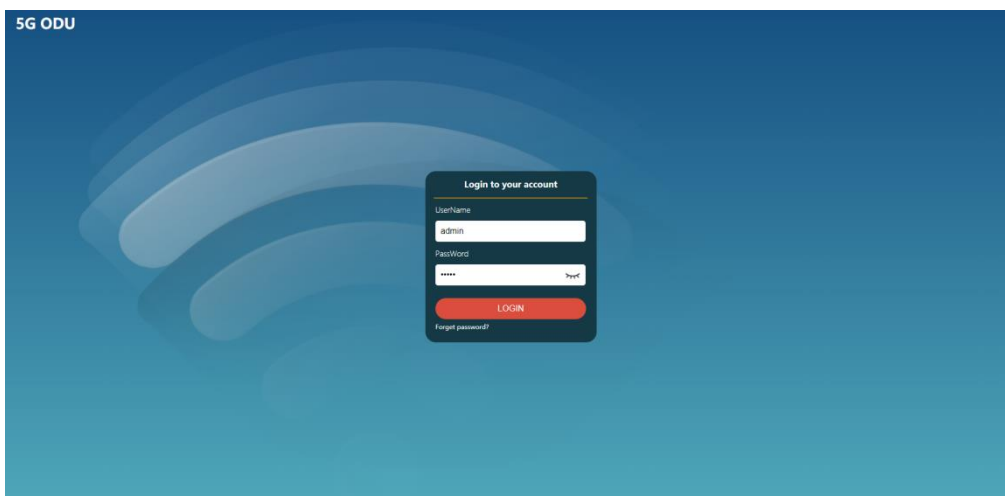 5G ODU
Login to your account
UserName
admin
PassWord
•••••
LOGIN
Forget password?